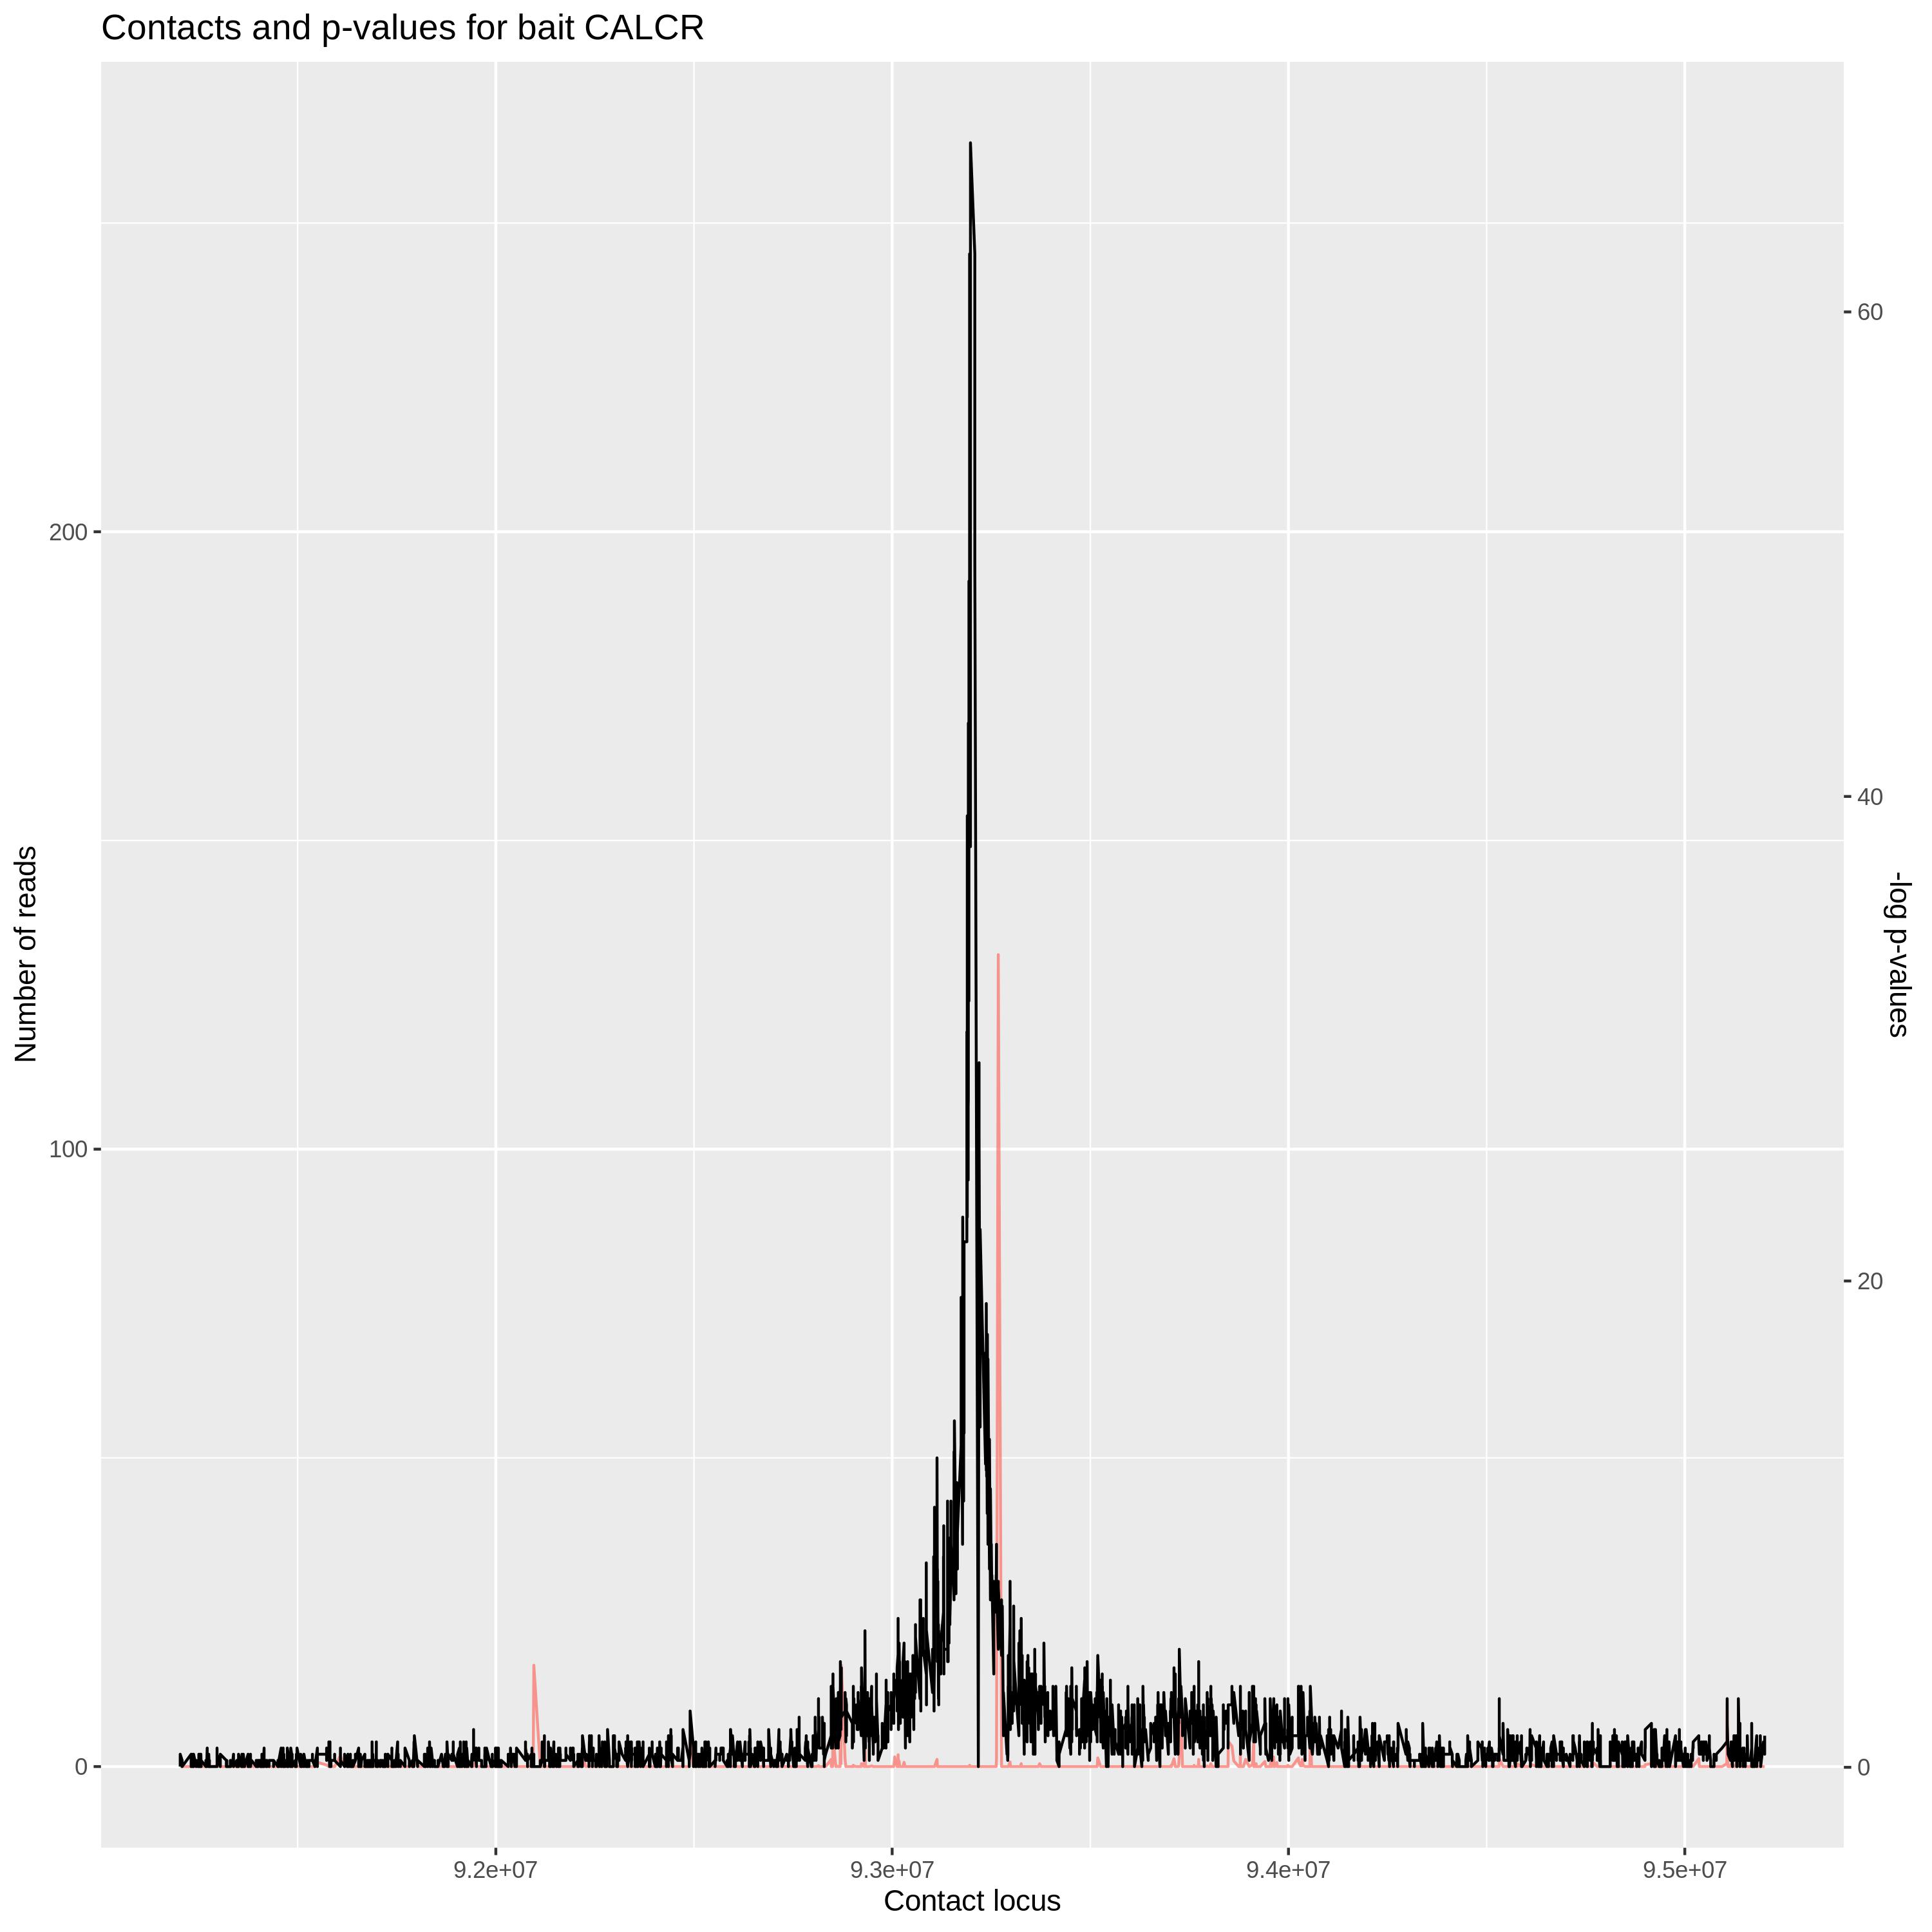 Contacts and p-values for bait CALCR
Number of reads
200
100
0
60
40
20
0
-log p-values
9.2e+07
9.3e+07
9.4e+07
9.5e+07
Contact locus